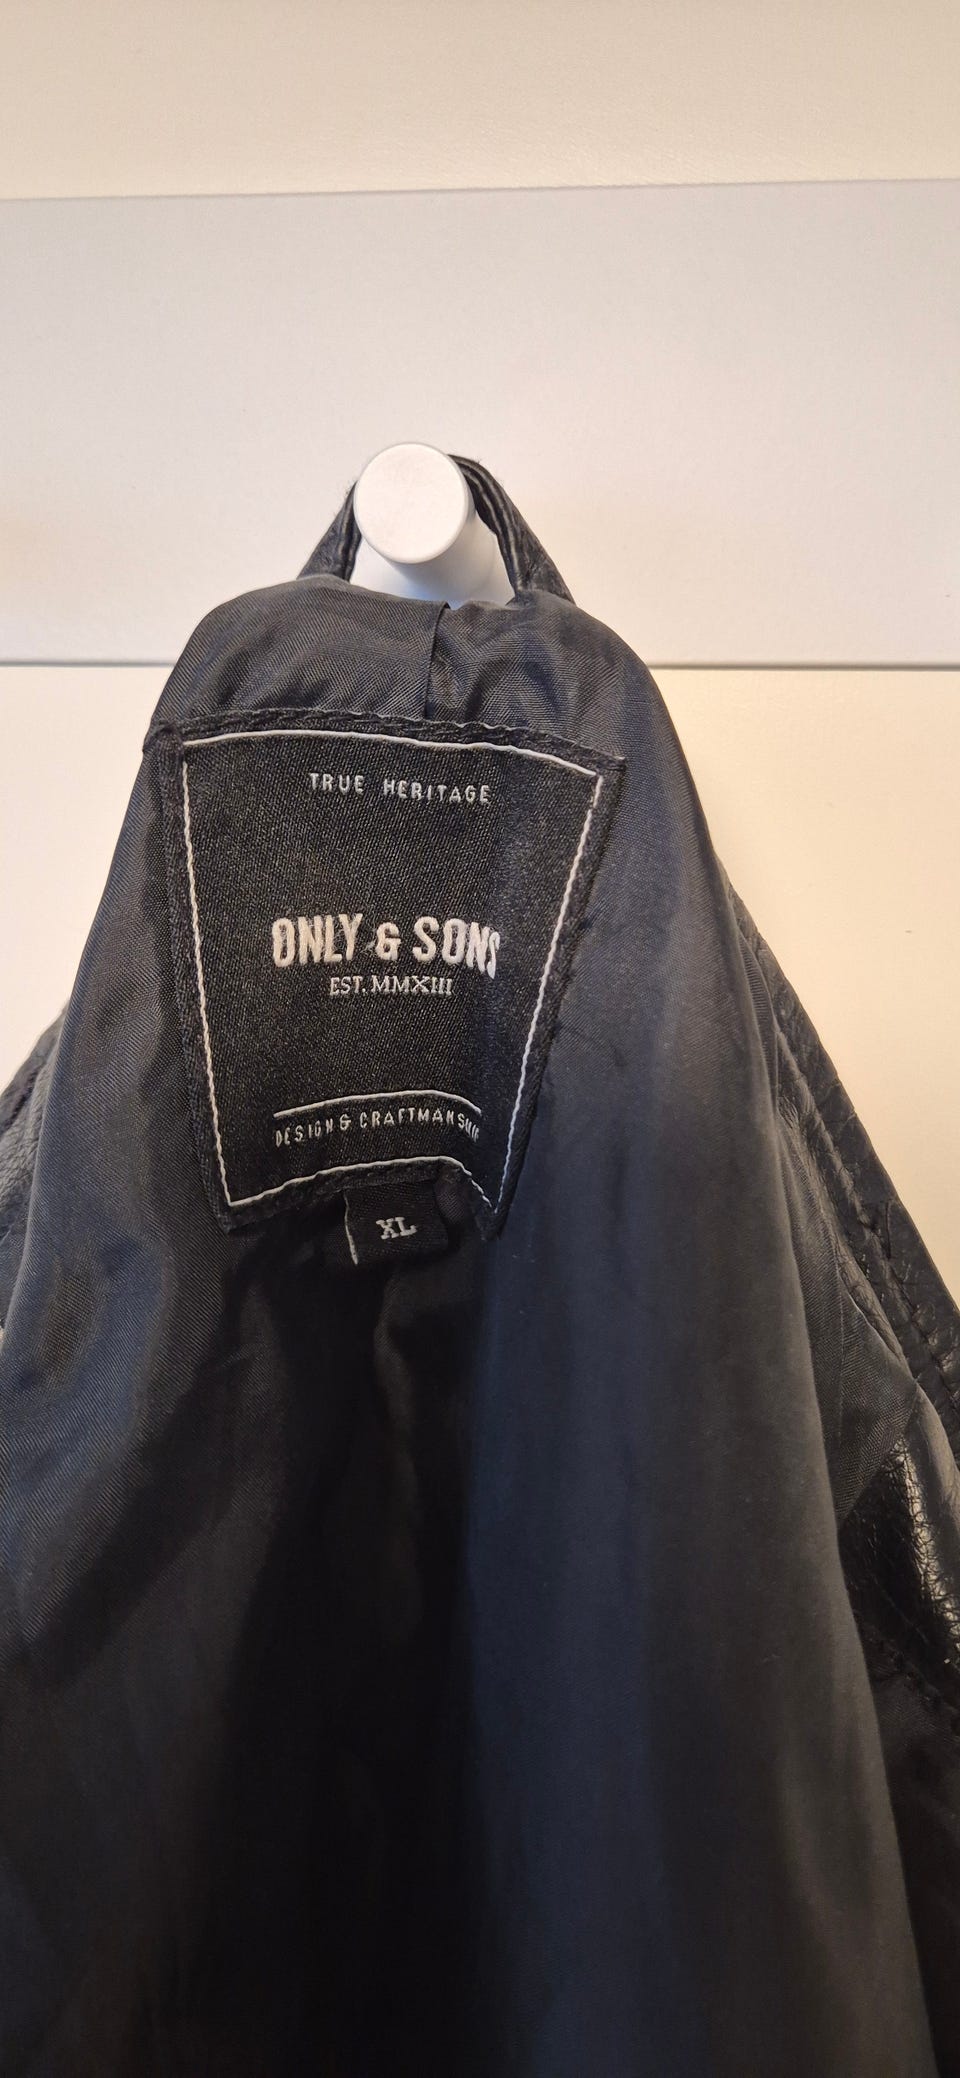 TRUE HERITAGE
ONLY & SONS
EST. MMXIII
DESIGN & CRAFTMANSHIP
XL